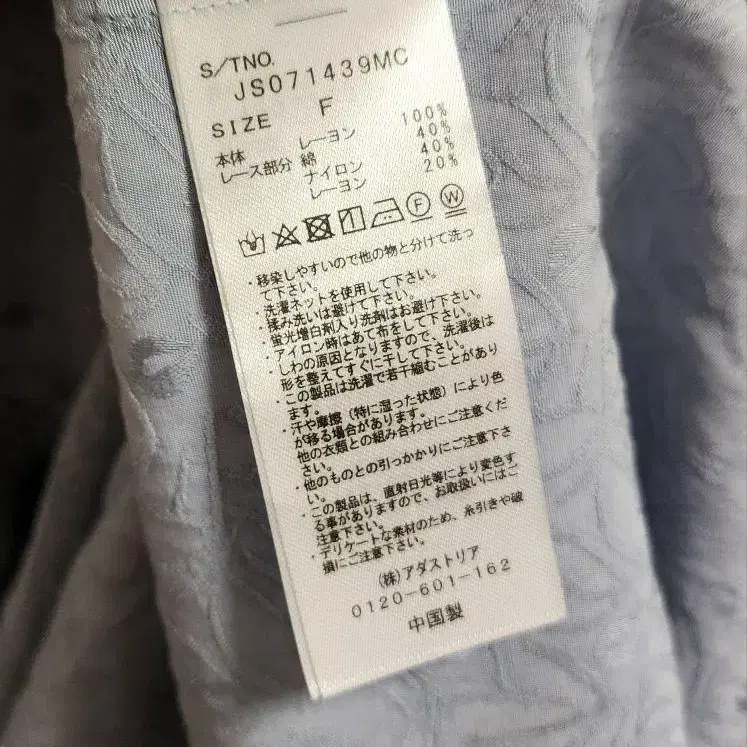 S/TNO.
JS071439MC
SIZE F
本体 レーヨン 100%
レース部分 綿 40%
ナイロン 40%
レーヨン 20%
F W
・移染しやすいので他の物と分けて洗っ
て下さい。
・洗濯ネットを使用して下さい。
・揉み洗いは避けて下さい。
・蛍光増白剤入り洗剤はお避け下さい。
・アイロン時はあて布をして下さい。
・しわの原因となりますので、洗濯後は
形を整えてすぐに干して下さい。
・この製品は洗濯で若干縮むことがあり
ます。
・汗や摩擦（特に湿った状態）により色
が移る場合があります。
他の衣類との組み合わせにご注意くだ
さい。
・他のものとの引っかかりにご注意下さ
い。
・この製品は、直射日光等により変色す
る事がありますので、お取扱いにはご
注意下さい。
・デリケートな素材のため、糸引きや破
損にご注意下さい。
(株)アダストリア
0120-601-162
中国製